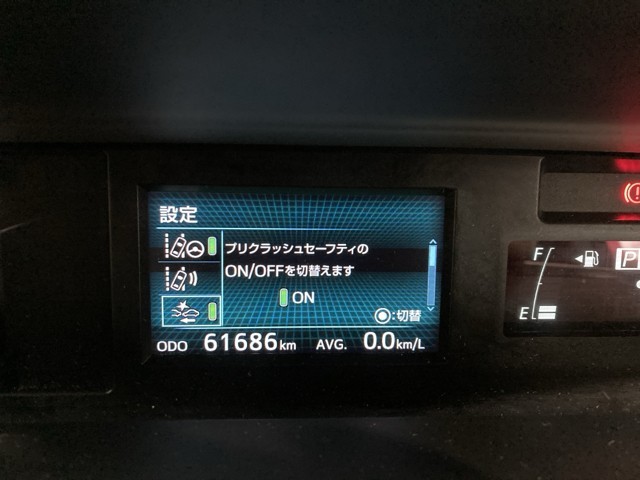 設定
プリクラッシュセーフティの
ON/OFFを切替えます
ON
:切替
ODO 61686km AVG. 0.0km/L
F
P
E